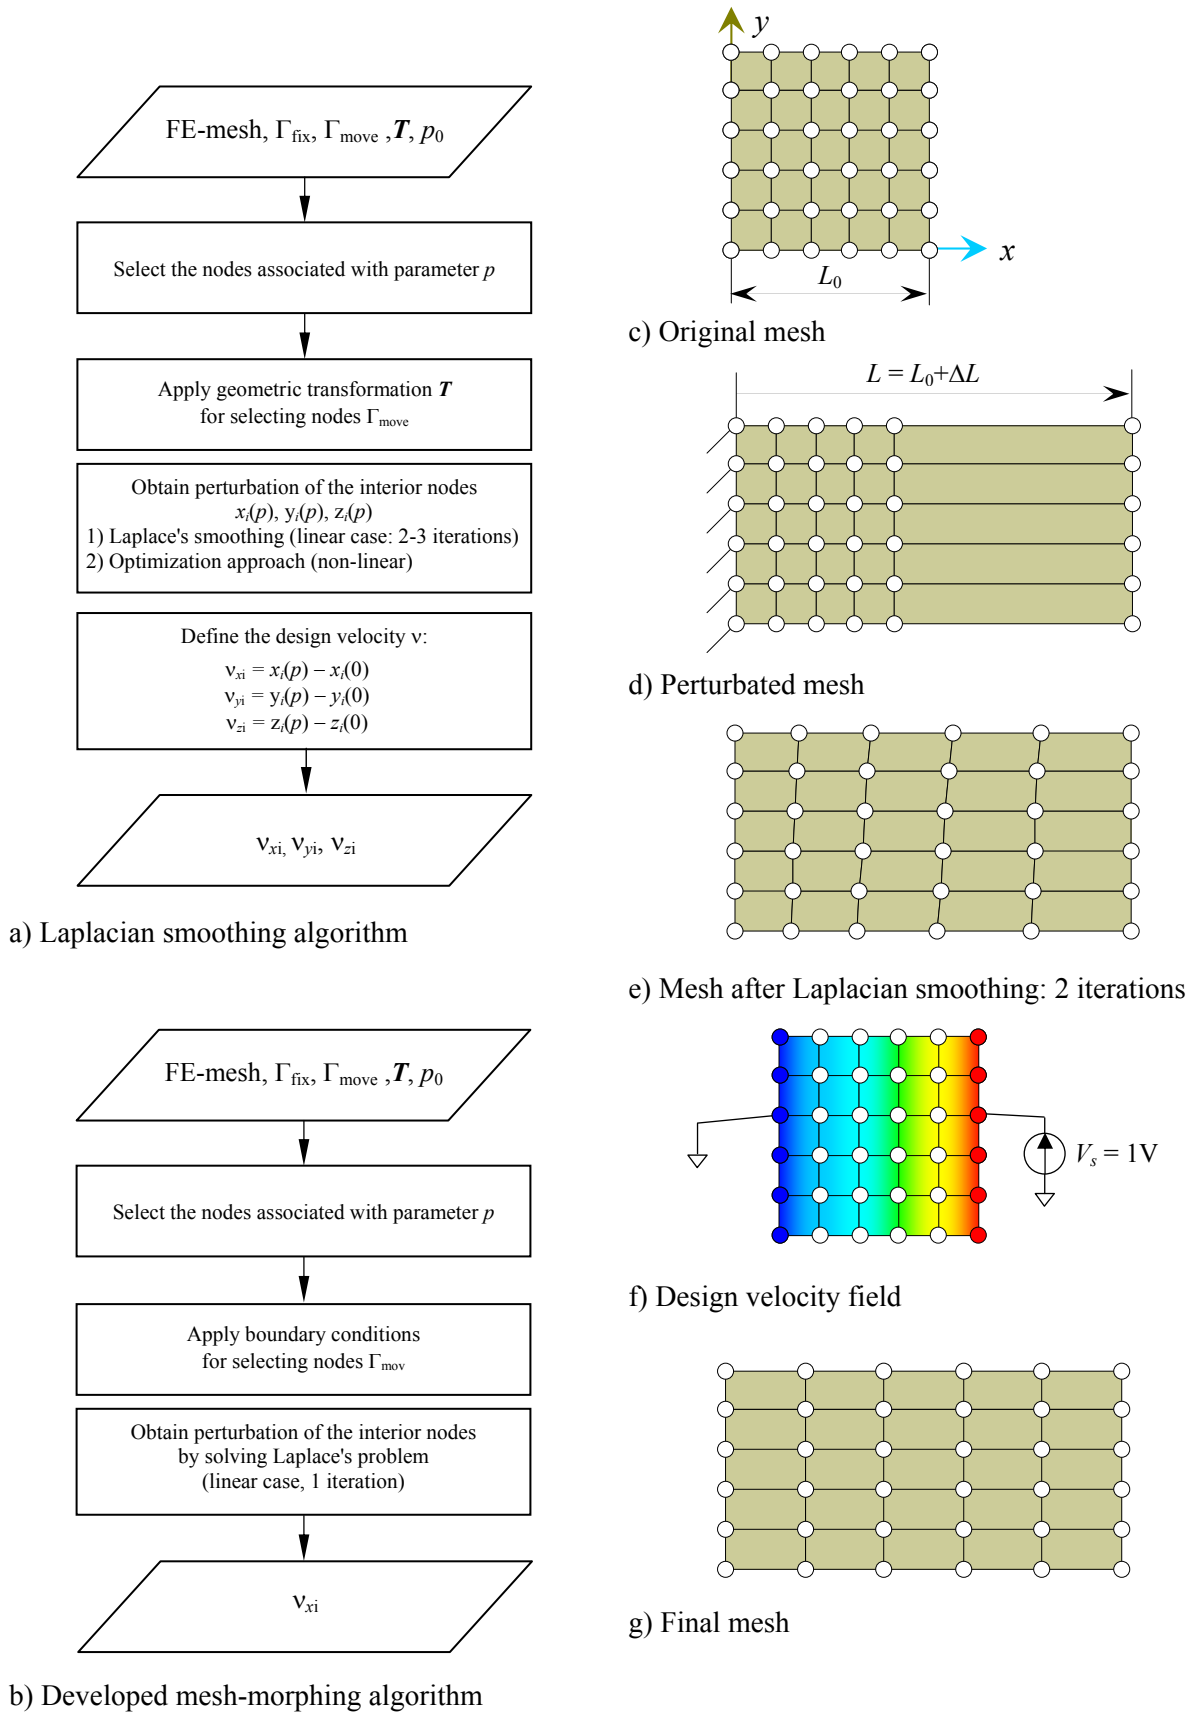 FE-mesh, Γfix, Γmove ,T, p0
Select the nodes associated with parameter p
Apply geometric transformation T
for selecting nodes Γmove
Obtain perturbation of the interior nodes
xi(p), yi(p), zi(p)
1) Laplace's smoothing (linear case: 2-3 iterations)
2) Optimization approach (non-linear)
Define the design velocity ν:
νxi = xi(p) – xi(0)
νyi = yi(p) – yi(0)
νzi = zi(p) – zi(0)
νxi, νyi, νzi
a) Laplacian smoothing algorithm
FE-mesh, Γfix, Γmove ,T, p0
Select the nodes associated with parameter p
Apply boundary conditions
for selecting nodes Γmov
Obtain perturbation of the interior nodes
by solving Laplace's problem
(linear case, 1 iteration)
νxi
b) Developed mesh-morphing algorithm
y
x
L0
c) Original mesh
L = L0+ΔL
d) Perturbated mesh
e) Mesh after Laplacian smoothing: 2 iterations
Vs = 1V
f) Design velocity field
g) Final mesh